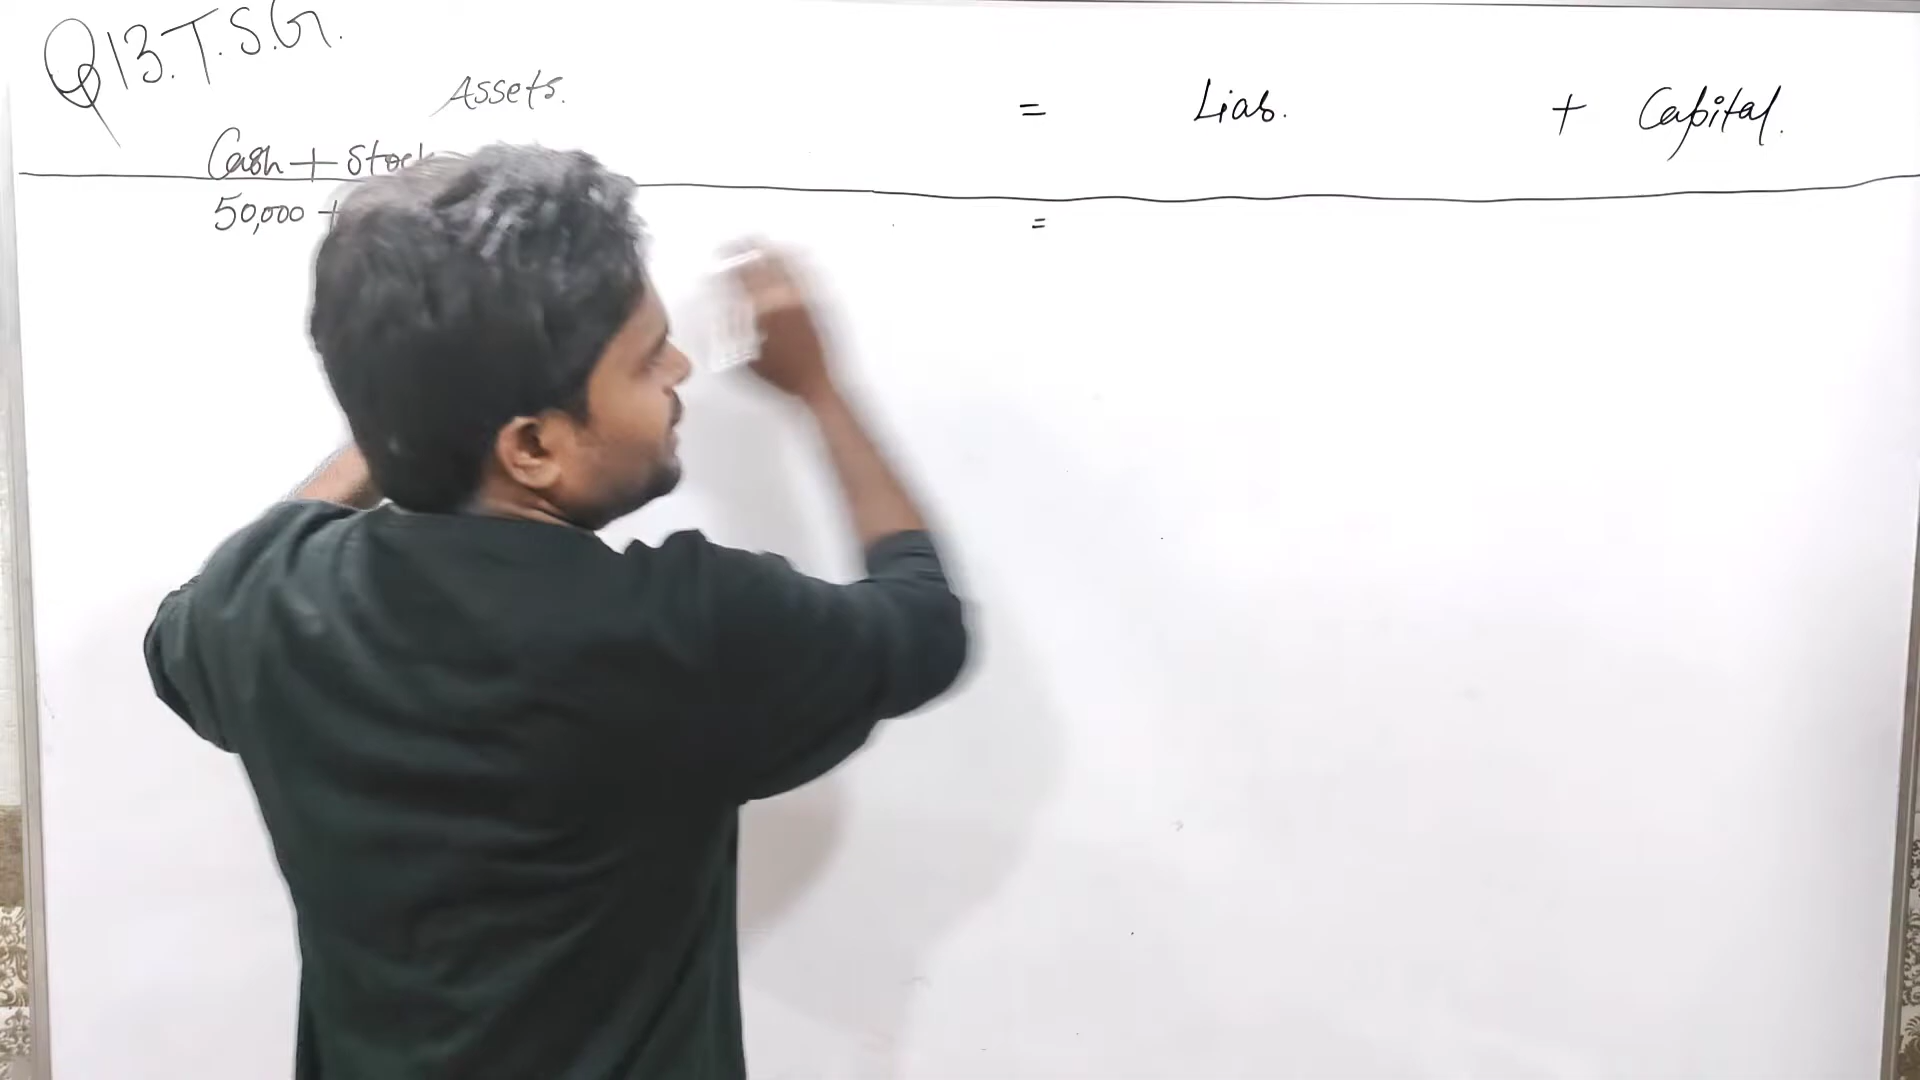 Q13. T.S.G.
Assets. = Liab. + Capital.
Cash + Stock
50,000 + =